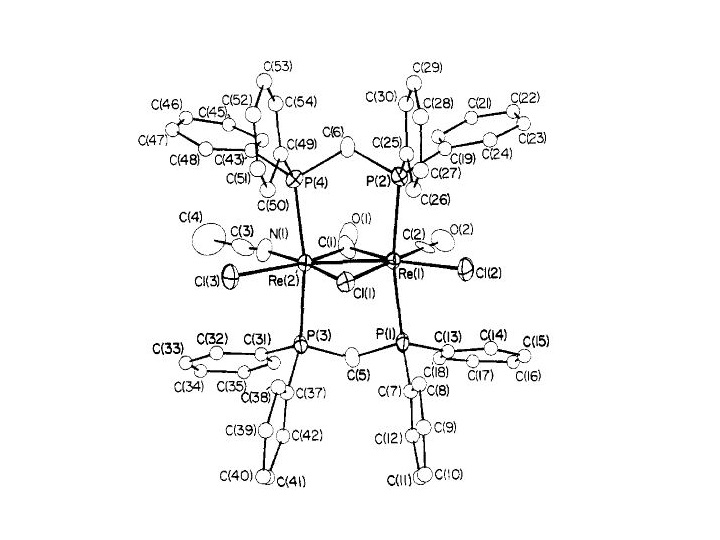 C(53)
C(29)
C(46)
C(45)
C(52)
C(54)
C(30)
C(28)
C(21)
C(22)
C(47)
C(48)
C(43)
C(49)
C(6)
C(25)
C(19)
C(24)
C(23)
C(51)
P(4)
P(2)
C(27)
C(50)
C(26)
C(4)
C(3)
N(1)
O(1)
C(1)
C(2)
O(2)
Cl(3)
Re(2)
Cl(1)
Re(1)
Cl(2)
P(3)
P(1)
C(33)
C(32)
C(31)
C(13)
C(14)
C(15)
C(34)
C(35)
C(5)
C(18)
C(17)
C(16)
C(38)
C(37)
C(7)
C(8)
C(39)
C(42)
C(12)
C(9)
C(40)
C(41)
C(11)
C(10)